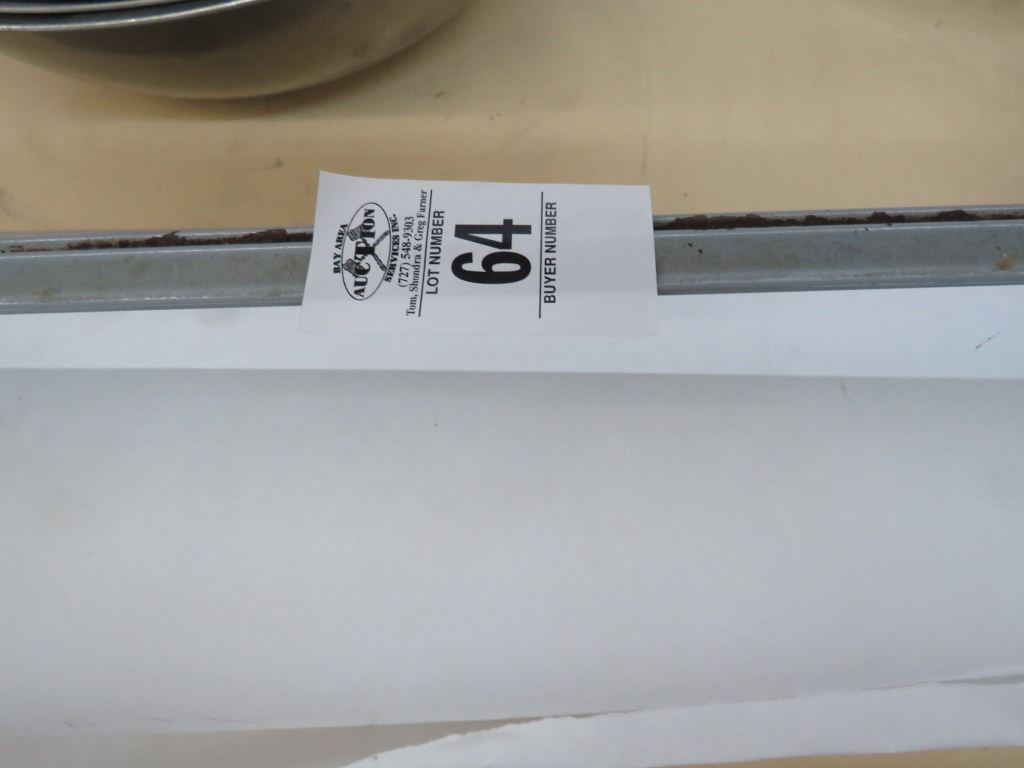 BAY AREA
AUCTION
SERVICES INC.
(727) 548-9303
Tom, Shondra & Greg Farner
LOT NUMBER
64
BUYER NUMBER